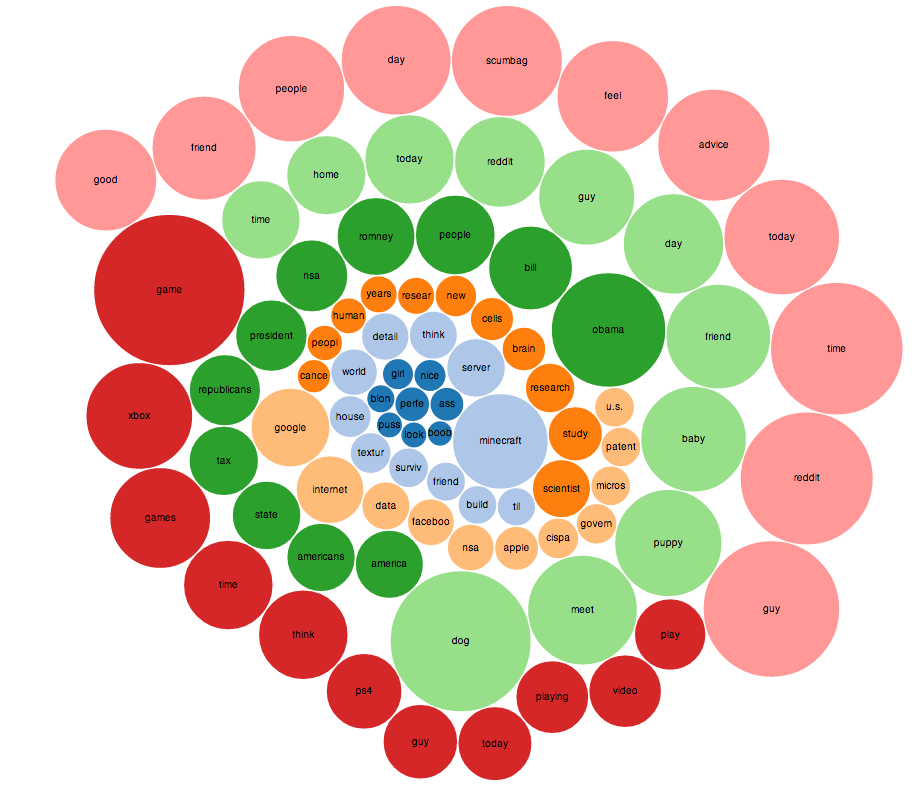 day
scumbag
people
feel
advice
friend
good
today
reddit
home
guy
time
today
romney
people
day
bill
nsa
game
years
resear
new
human
cells
obama
president
detail
think
friend
peopl
brain
time
world
server
cance
girl
nice
republicans
research
blon
perfe
ass
u.s.
xbox
house
google
puss
look
boob
study
minecraft
baby
patent
textur
tax
surviv
reddit
internet
friend
scientist
micros
data
build
til
games
state
faceboo
govern
cispa
puppy
nsa
apple
americans
america
time
meet
guy
think
dog
play
ps4
playing
video
guy
today